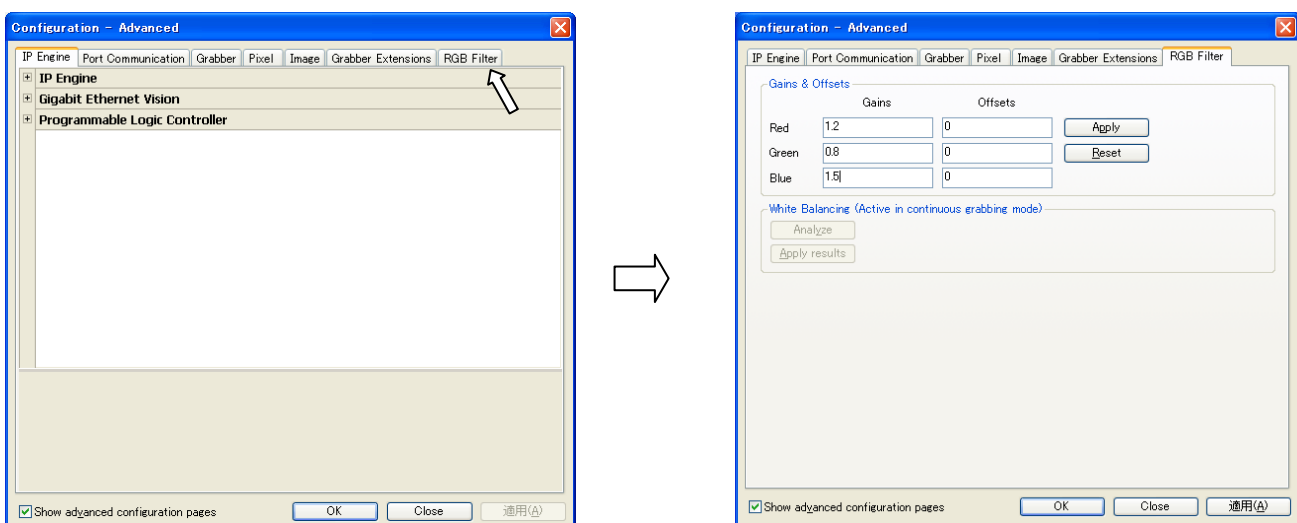 Configuration - Advanced
IP Engine Port Communication Grabber Pixel Image Grabber Extensions RGB Filter
IP Engine
Gigabit Ethernet Vision
Programmable Logic Controller
Show advanced configuration pages OK Close 適用(A)
Configuration - Advanced
IP Engine Port Communication Grabber Pixel Image Grabber Extensions RGB Filter
Gains & Offsets
Gains Offsets
Red 1.2 0 Apply
Green 0.8 0 Reset
Blue 1.5 0
White Balancing (Active in continuous grabbing mode)
Analyze
Apply results
Show advanced configuration pages OK Close 適用(A)